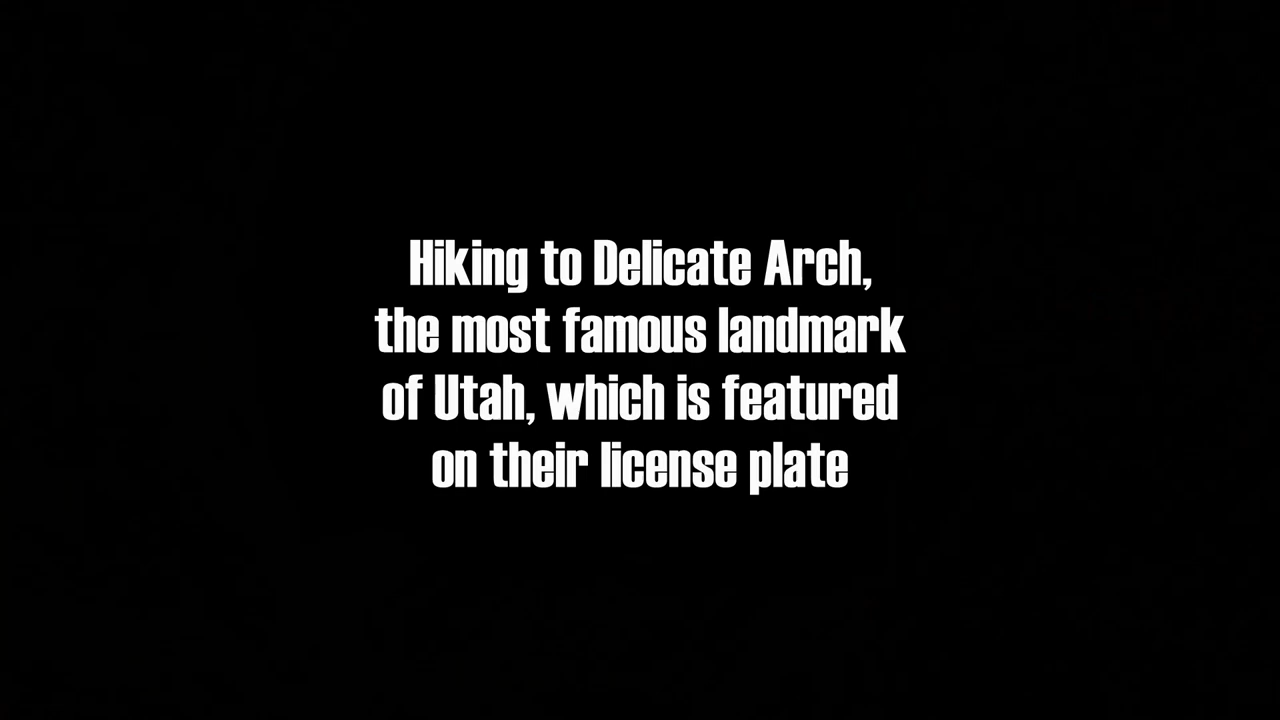 Hiking to Delicate Arch,
the most famous landmark
of Utah, which is featured
on their license plate